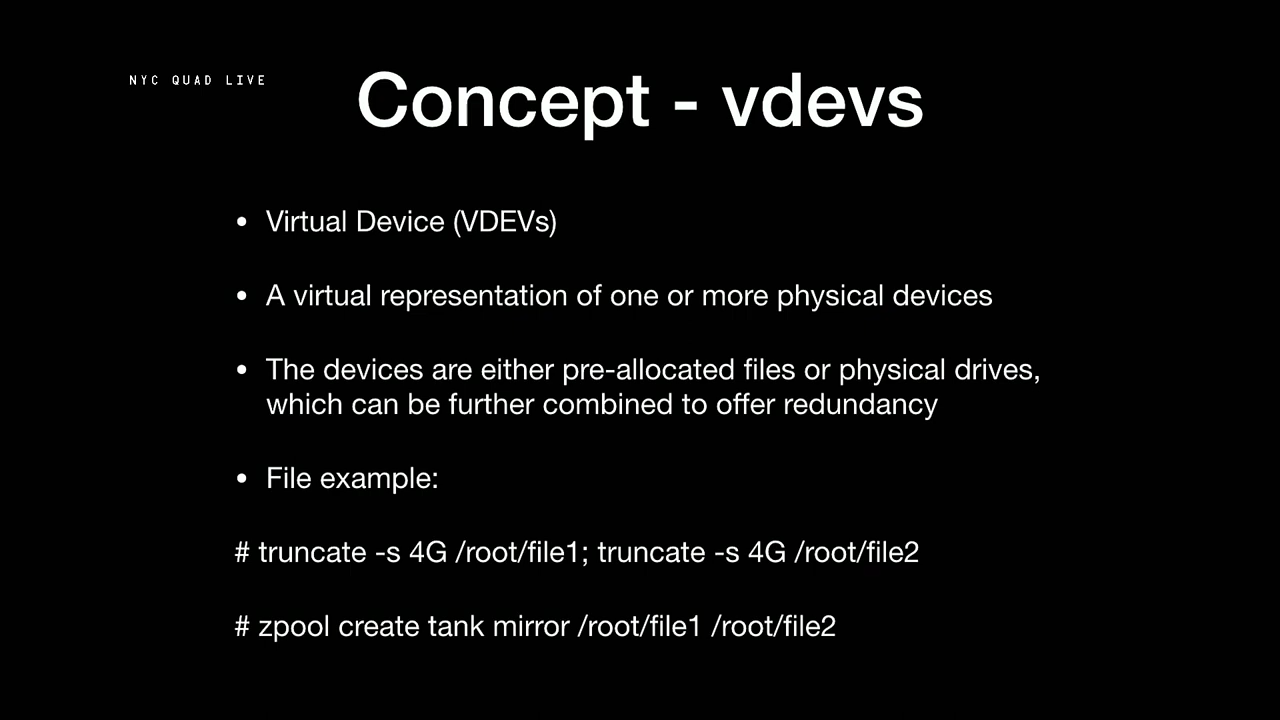 NYC QUAD LIVE
Concept - vdevs
• Virtual Device (VDEVs)
• A virtual representation of one or more physical devices
• The devices are either pre-allocated files or physical drives,
which can be further combined to offer redundancy
• File example:
# truncate -s 4G /root/file1; truncate -s 4G /root/file2
# zpool create tank mirror /root/file1 /root/file2